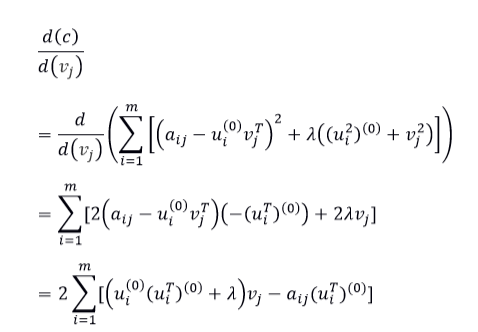 d(c)
d(v_j)
= d/d(v_j) (∑_{i=1}^{m} [(a_{ij} − u_i^{(0)} v_j^T)^2 + λ((u_i^2)^{(0)} + v_j^2)])
= ∑_{i=1}^{m} [2(a_{ij} − u_i^{(0)} v_j^T)(−(u_i^T)^{(0)}) + 2λv_j]
= 2 ∑_{i=1}^{m} [(u_i^{(0)} (u_i^T)^{(0)} + λ)v_j − a_{ij}(u_i^T)^{(0)}]